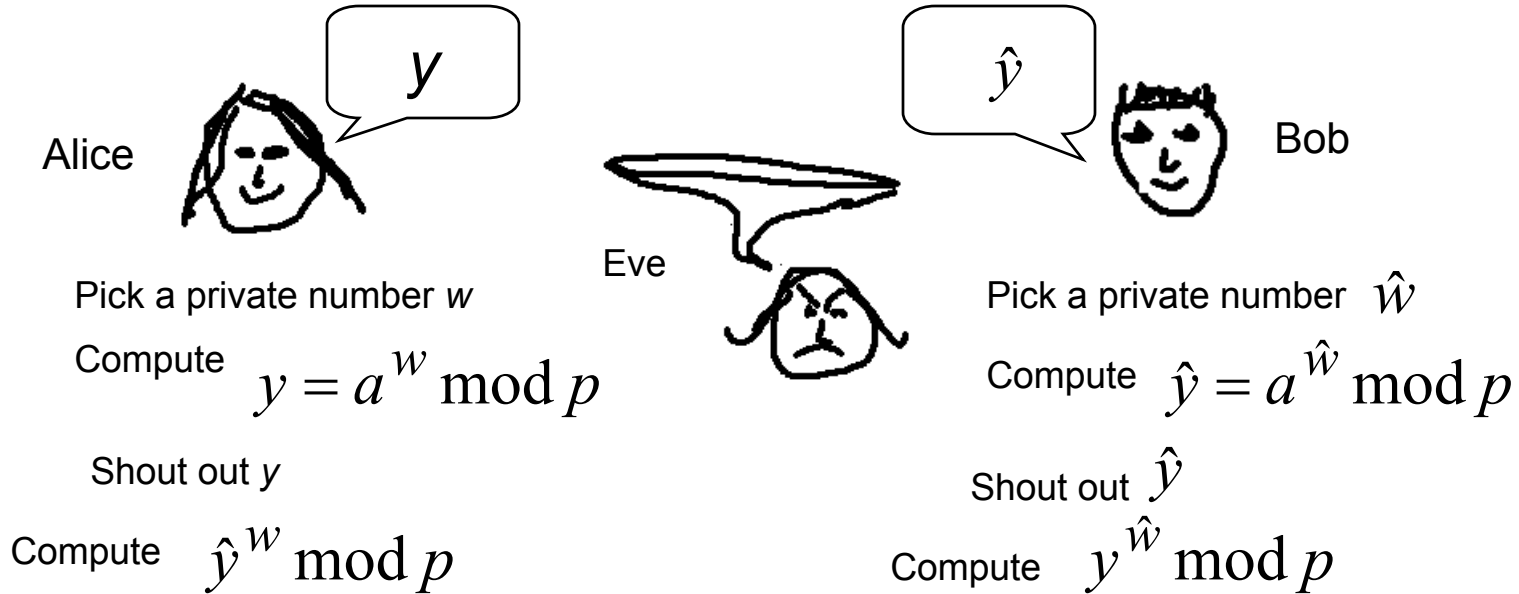 y
ŷ
Alice
Bob
Eve
Pick a private number w
Compute y = a^w mod p
Shout out y
Compute ŷ^w mod p
Pick a private number ŵ
Compute ŷ = a^ŵ mod p
Shout out ŷ
Compute y^ŵ mod p